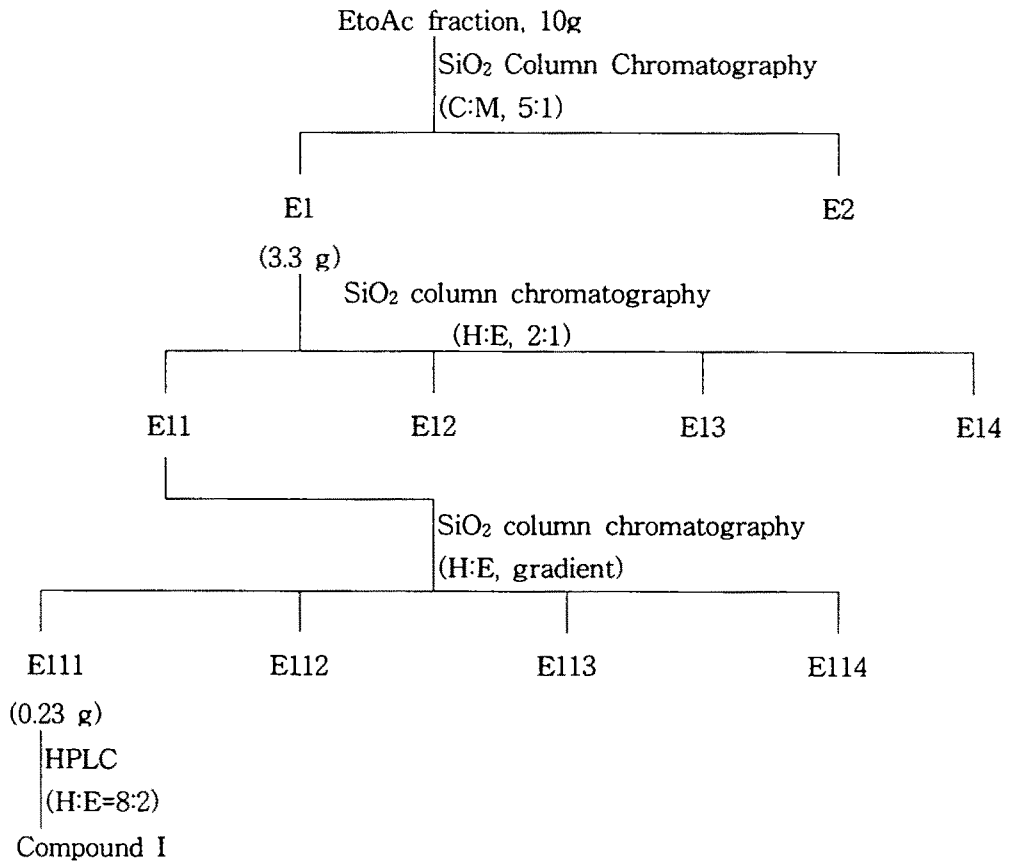 EtoAc fraction, 10g
SiO₂ Column Chromatography
(C:M, 5:1)
E1
E2
(3.3 g)
SiO₂ column chromatography
(H:E, 2:1)
E11
E12
E13
E14
SiO₂ column chromatography
(H:E, gradient)
E111
E112
E113
E114
(0.23 g)
HPLC
(H:E=8:2)
Compound I